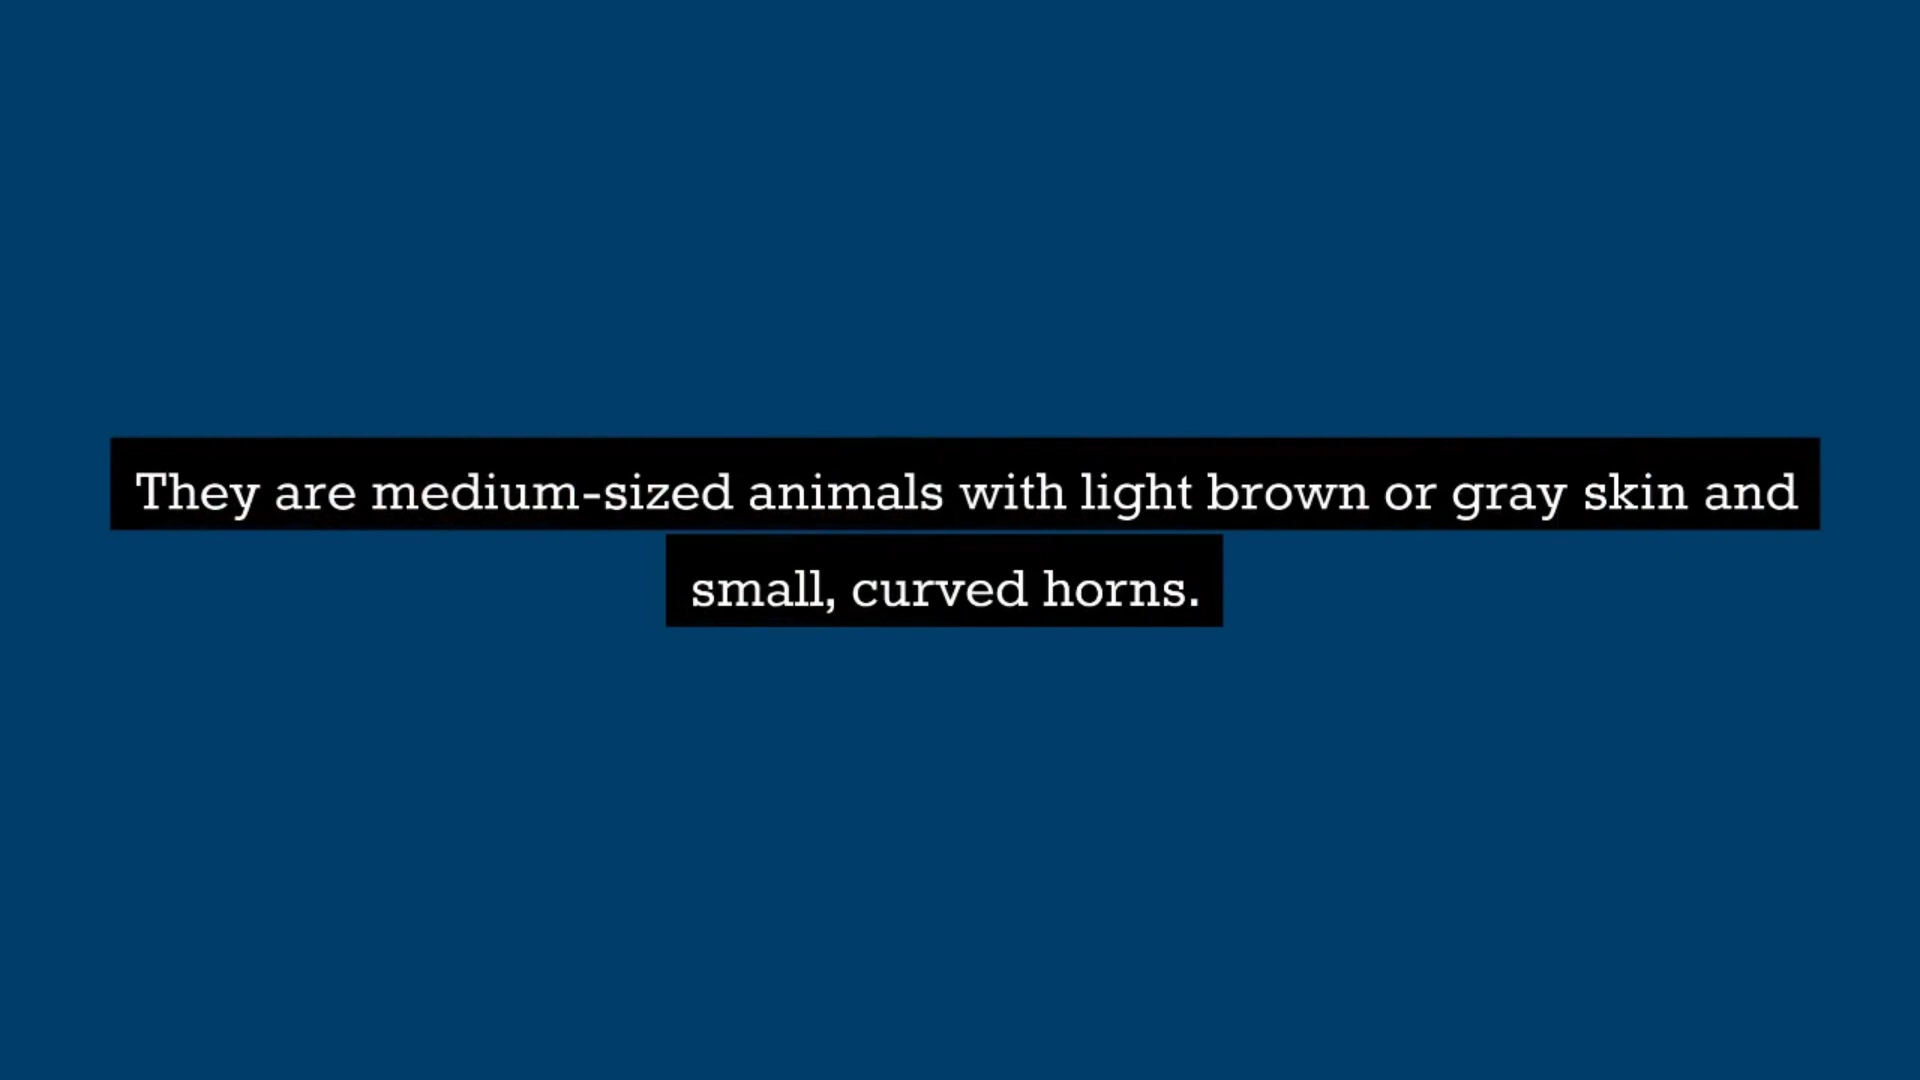 They are medium-sized animals with light brown or gray skin and
small, curved horns.